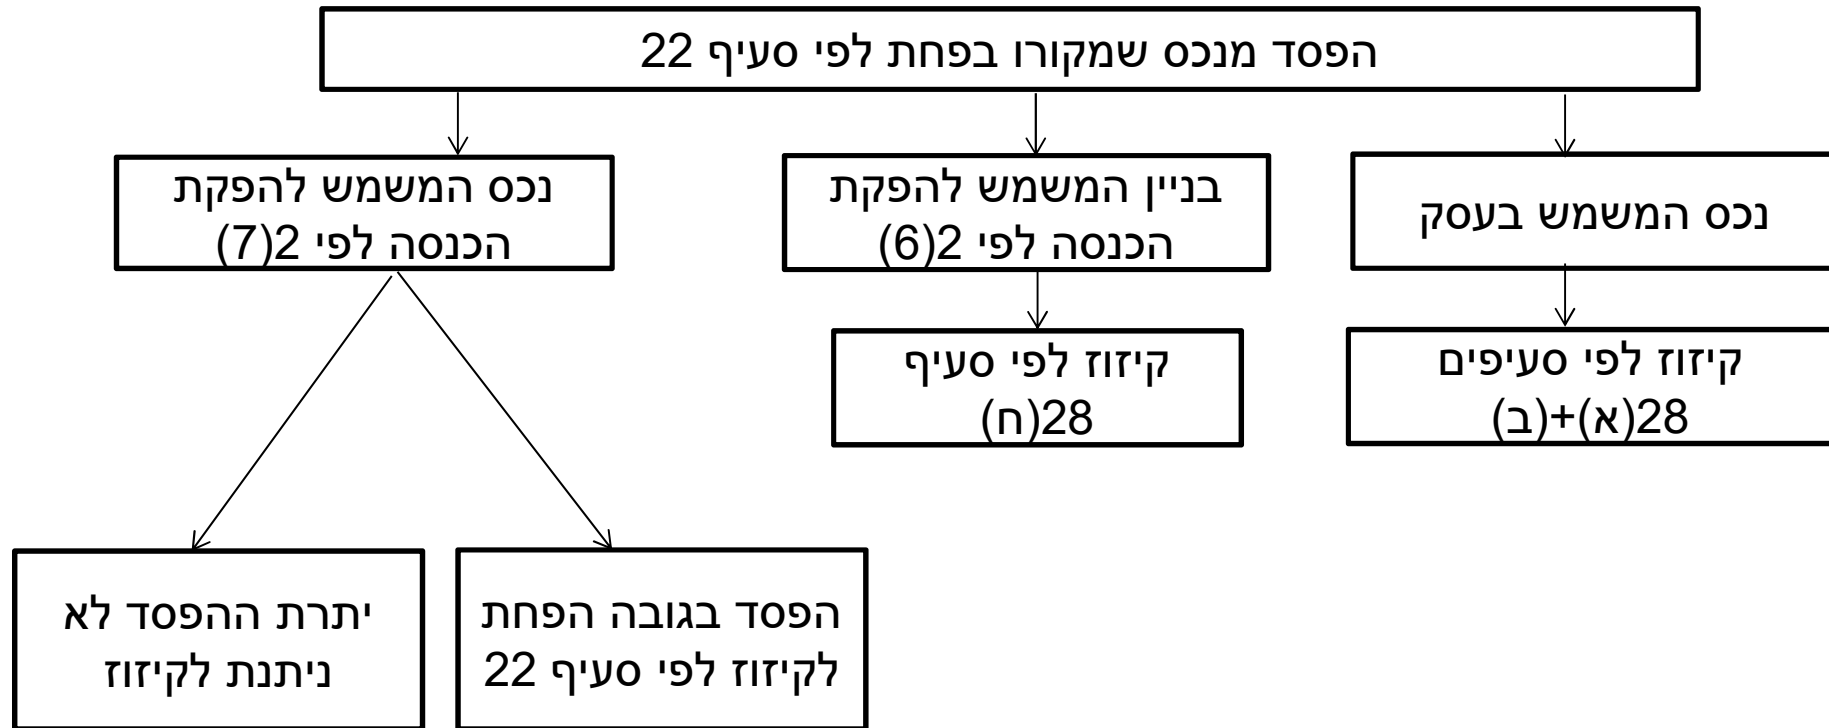 הפסד מנכס שמקורו בפחת לפי סעיף 22
נכס המשמש בעסק
בניין המשמש להפקת
הכנסה לפי 2(6)
נכס המשמש להפקת
הכנסה לפי 2(7)
קיזוז לפי סעיפים
28(א)+(ב)
קיזוז לפי סעיף
28(ח)
הפסד בגובה הפחת
לקיזוז לפי סעיף 22
יתרת ההפסד לא
ניתנת לקיזוז